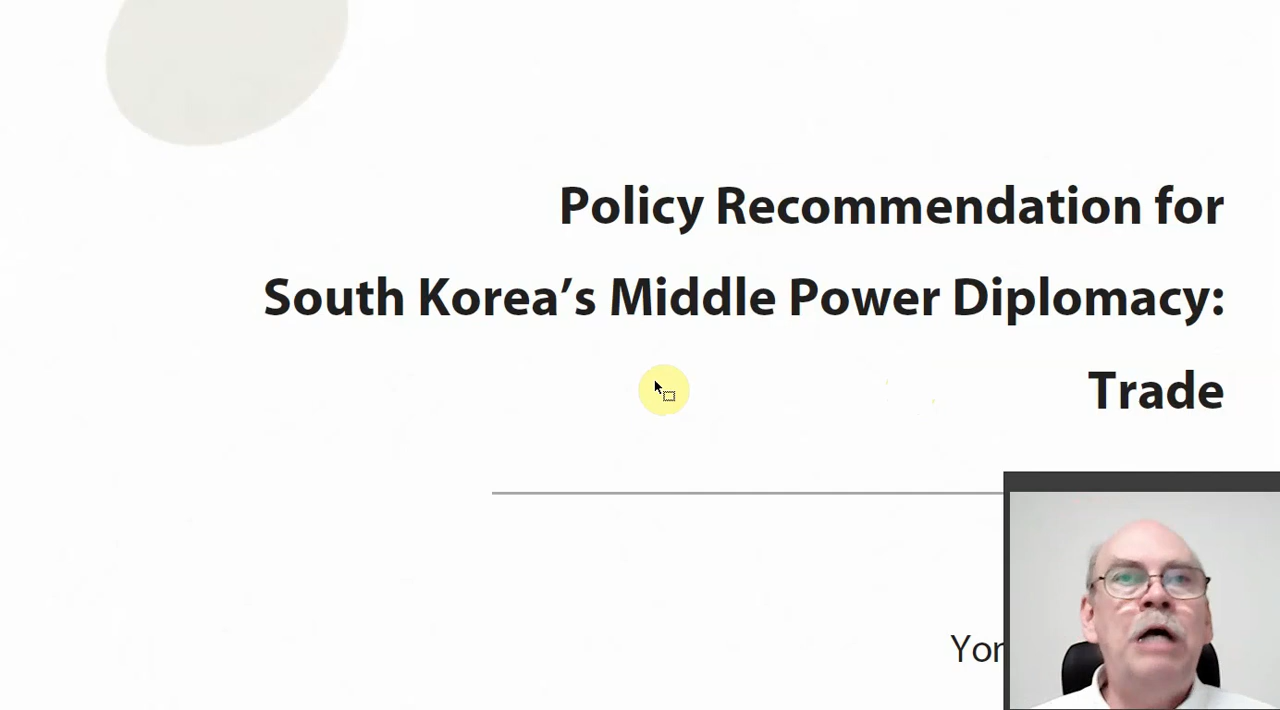 Policy Recommendation for
South Korea’s Middle Power Diplomacy:
Trade